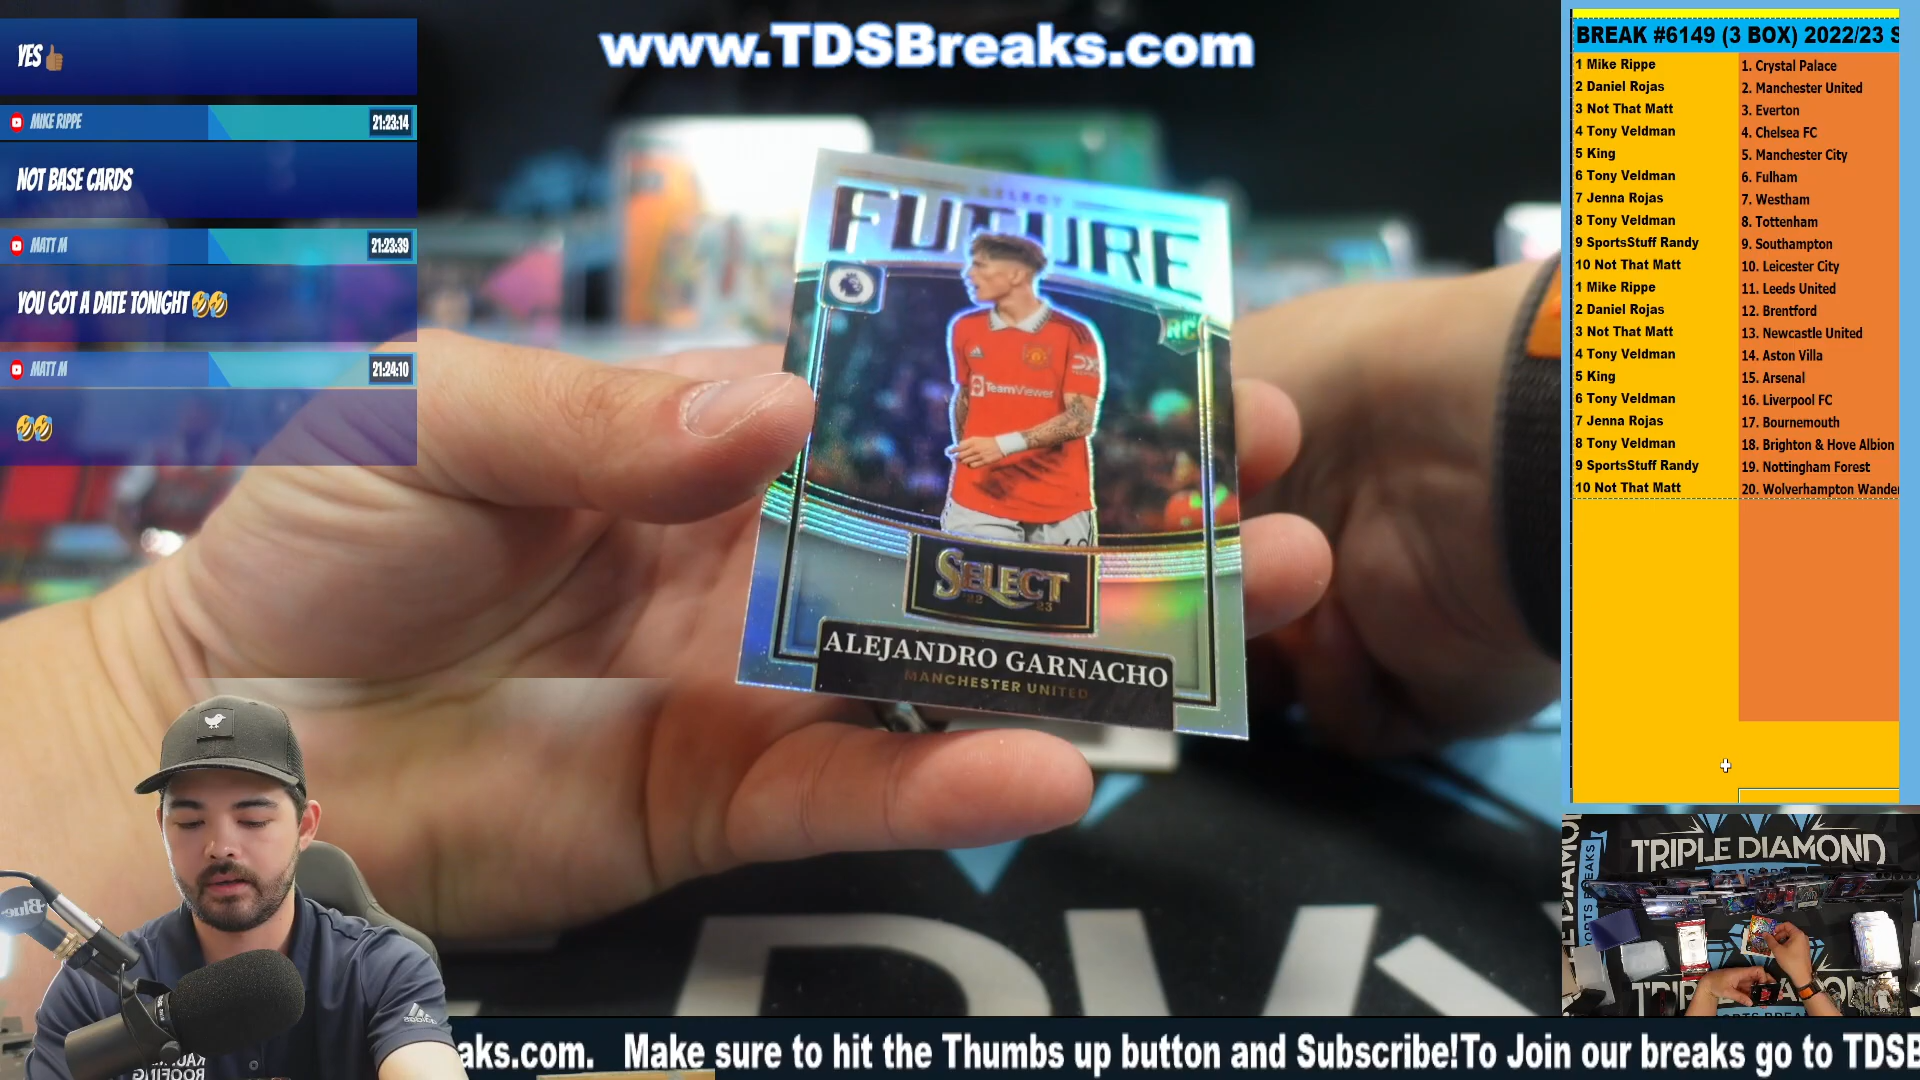 www.TDSBreaks.com
YES
MIKE RIPPE 21:23:14
NOT BASE CARDS
MATT M 21:23:39
YOU GOT A DATE TONIGHT
MATT M 21:24:10
SELECT
FUTURE
RC
TeamViewer
SELECT
22 23
ALEJANDRO GARNACHO
MANCHESTER UNITED
BREAK #6149 (3 BOX) 2022/23 S
1 Mike Rippe 1. Crystal Palace
2 Daniel Rojas 2. Manchester United
3 Not That Matt 3. Everton
4 Tony Veldman 4. Chelsea FC
5 King 5. Manchester City
6 Tony Veldman 6. Fulham
7 Jenna Rojas 7. Westham
8 Tony Veldman 8. Tottenham
9 SportsStuff Randy 9. Southampton
10 Not That Matt 10. Leicester City
1 Mike Rippe 11. Leeds United
2 Daniel Rojas 12. Brentford
3 Not That Matt 13. Newcastle United
4 Tony Veldman 14. Aston Villa
5 King 15. Arsenal
6 Tony Veldman 16. Liverpool FC
7 Jenna Rojas 17. Bournemouth
8 Tony Veldman 18. Brighton & Hove Albion
9 SportsStuff Randy 19. Nottingham Forest
10 Not That Matt 20. Wolverhampton Wande
TRIPLE DIAMOND
Blue
adidas
ROOFING
aks.com. Make sure to hit the Thumbs up button and Subscribe!To Join our breaks go to TDSB